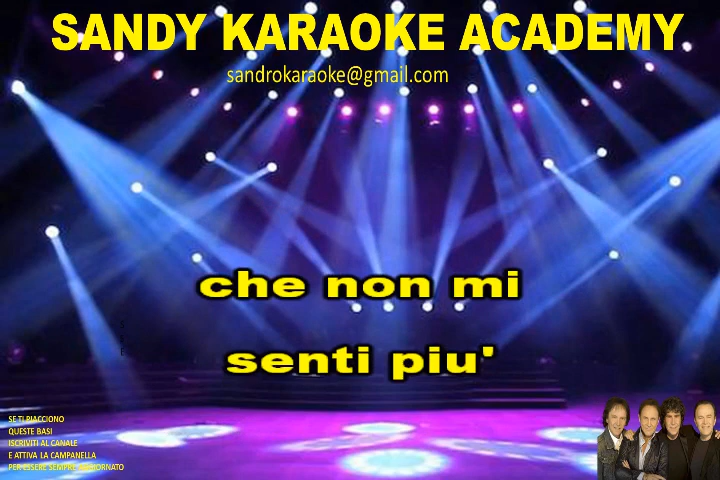 SANDY KARAOKE ACADEMY
sandrokaraoke@gmail.com
che non mi
senti piu'
SE TI PIACCIONO
QUESTE BASI
ISCRIVITI AL CANALE
E ATTIVA LA CAMPANELLA
PER ESSERE SEMPRE AGGIORNATO